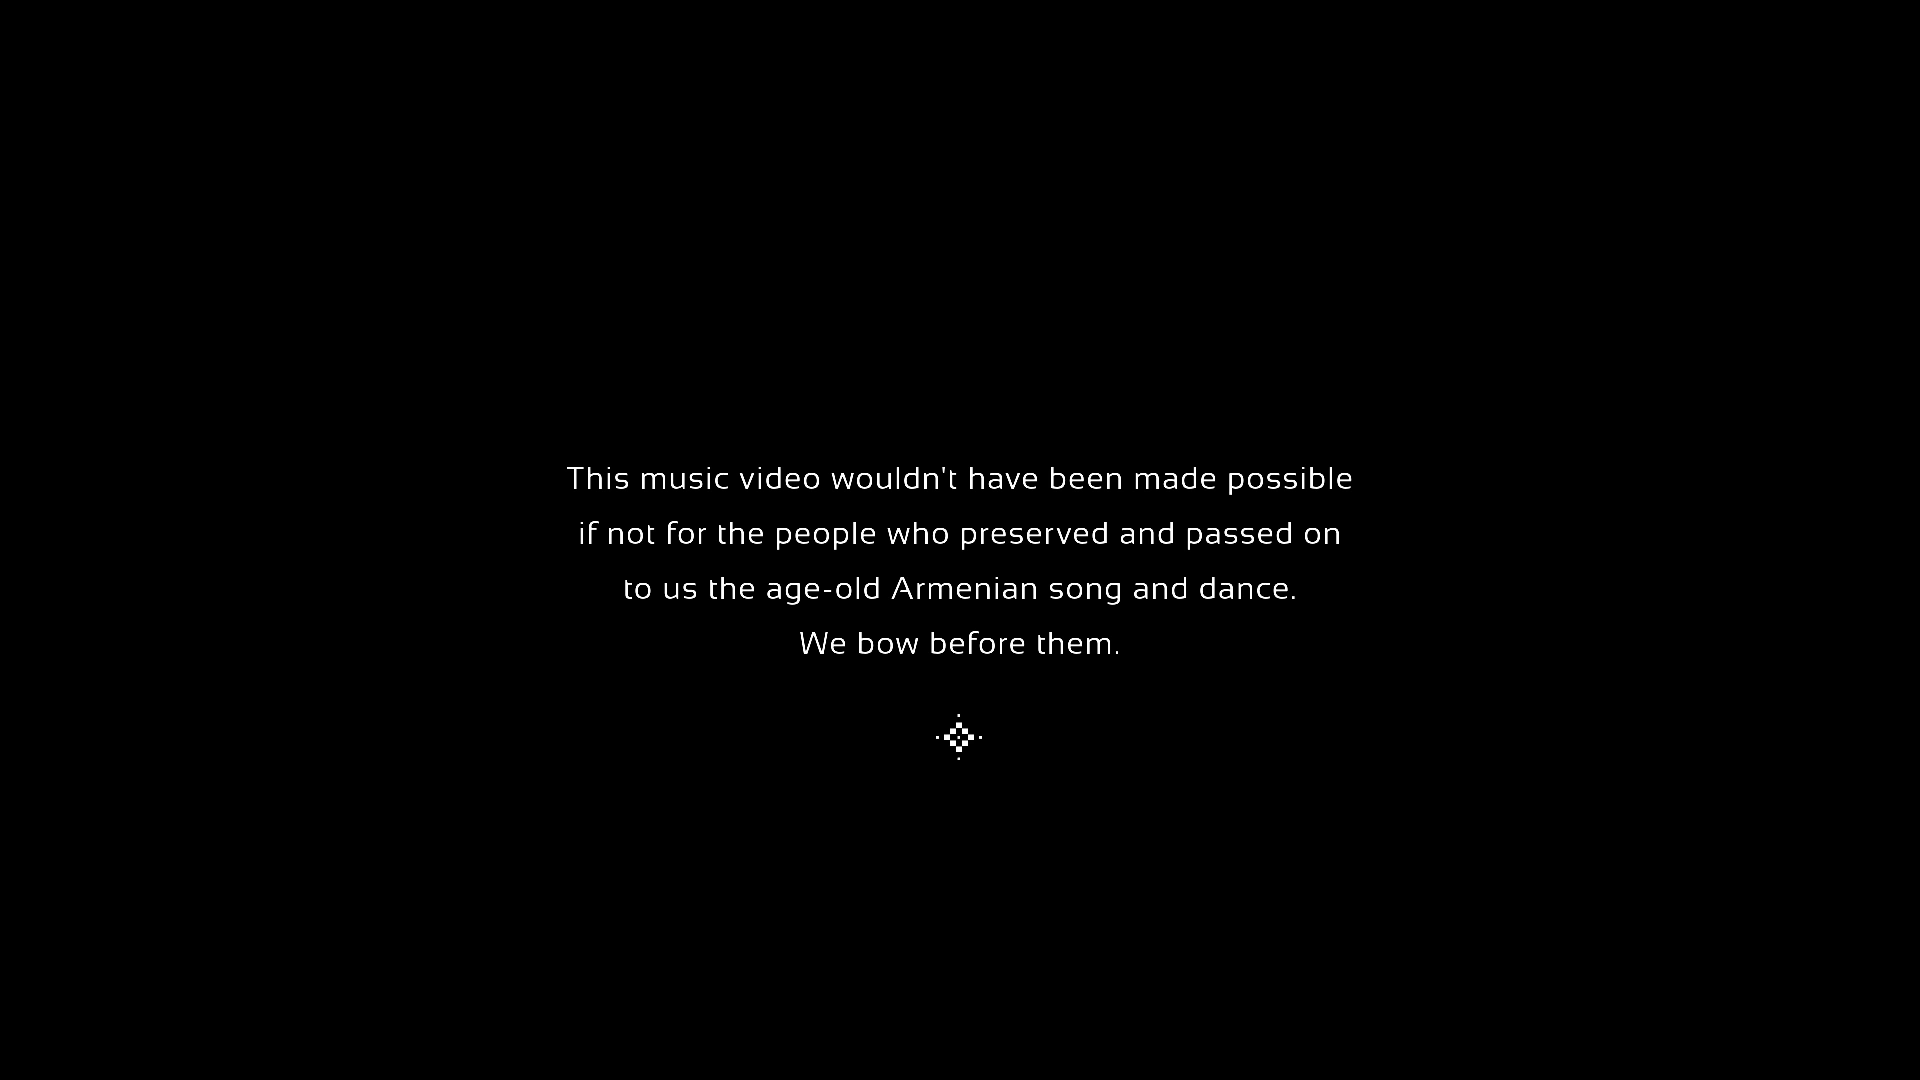 This music video wouldn't have been made possible
if not for the people who preserved and passed on
to us the age-old Armenian song and dance.
We bow before them.